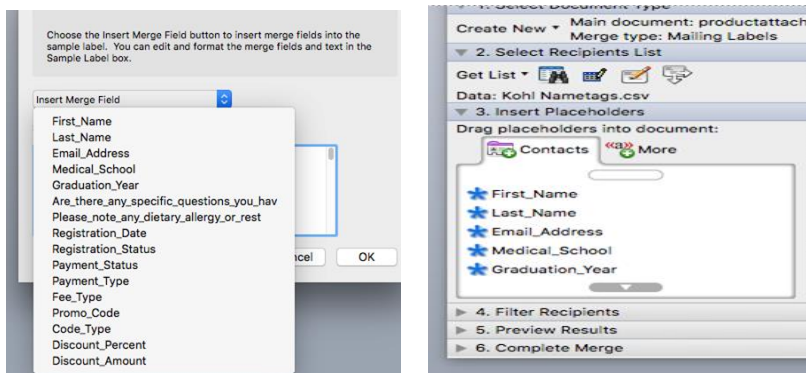 Choose the Insert Merge Field button to insert merge fields into the
sample label. You can edit and format the merge fields and text in the
Sample Label box.
Insert Merge Field
First_Name
Last_Name
Email_Address
Medical_School
Graduation_Year
Are_there_any_specific_questions_you_hav
Please_note_any_dietary_allergy_or_rest
Registration_Date
Registration_Status
Payment_Status
Payment_Type
Fee_Type
Promo_Code
Code_Type
Discount_Percent
Discount_Amount
ncel
OK
1. Select Document Type
Create New
Main document: productattach
Merge type: Mailing Labels
2. Select Recipients List
Get List
Data: Kohl Nametags.csv
3. Insert Placeholders
Drag placeholders into document:
Contacts
«a» More
First_Name
Last_Name
Email_Address
Medical_School
Graduation_Year
4. Filter Recipients
5. Preview Results
6. Complete Merge